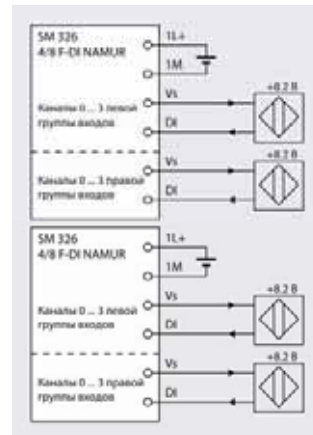 SM 326
4/8 F-DI NAMUR
1L+
1M
Каналы 0 ... 3 левой
группы входов
Vs
DI
+8.2 В
Каналы 0 ... 3 правой
группы входов
Vs
DI
+8.2 В
SM 326
4/8 F-DI NAMUR
1L+
1M
Каналы 0 ... 3 левой
группы входов
Vs
DI
+8.2 В
Каналы 0 ... 3 правой
группы входов
Vs
DI
+8.2 В